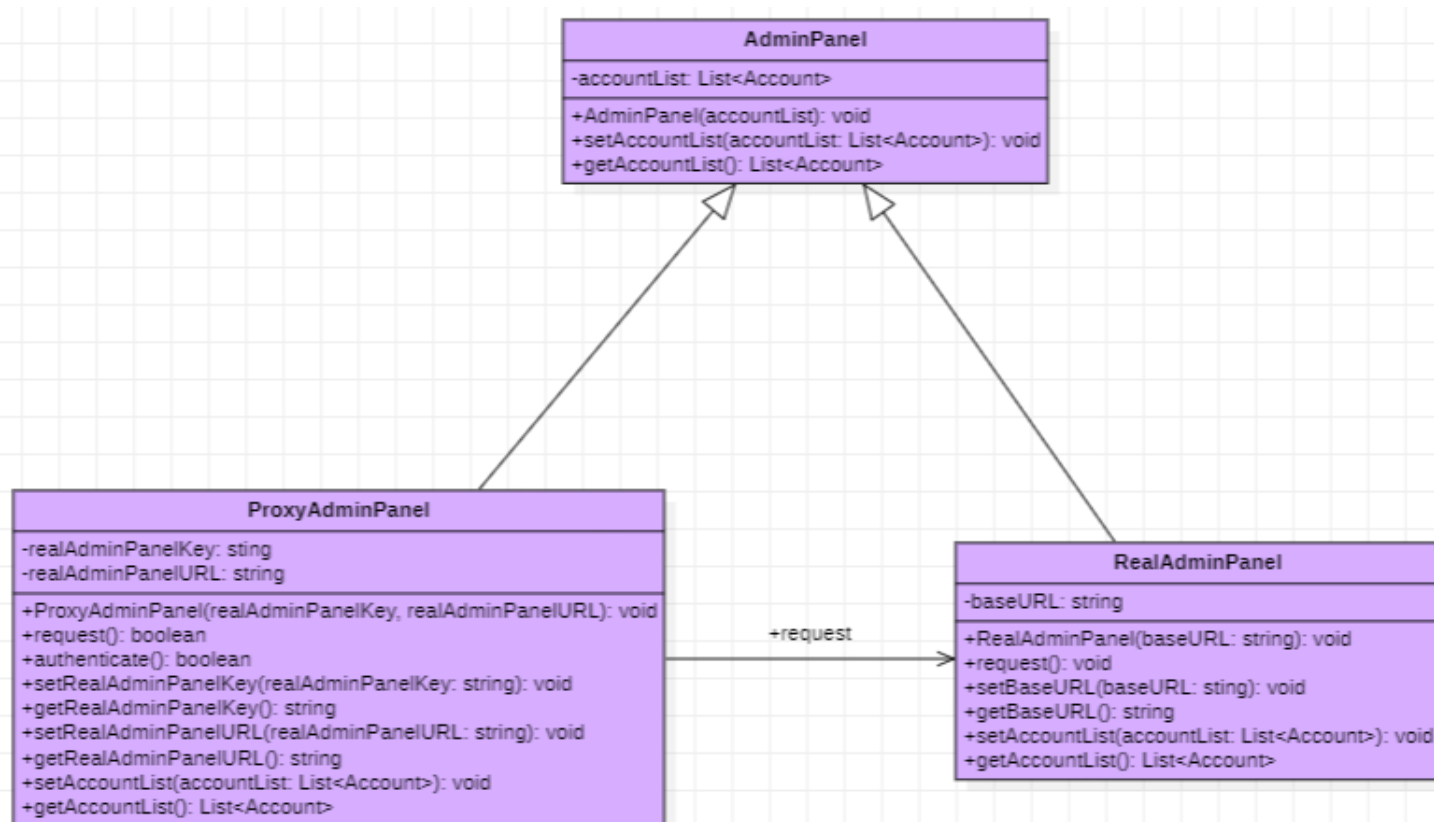 AdminPanel
-accountList: List<Account>
+AdminPanel(accountList): void
+setAccountList(accountList: List<Account>): void
+getAccountList(): List<Account>
ProxyAdminPanel
-realAdminPanelKey: sting
-realAdminPanelURL: string
+ProxyAdminPanel(realAdminPanelKey, realAdminPanelURL): void
+request(): boolean
+authenticate(): boolean
+setRealAdminPanelKey(realAdminPanelKey: string): void
+getRealAdminPanelKey(): string
+setRealAdminPanelURL(realAdminPanelURL: string): void
+getRealAdminPanelURL(): string
+setAccountList(accountList: List<Account>): void
+getAccountList(): List<Account>
+request
RealAdminPanel
-baseURL: string
+RealAdminPanel(baseURL: string): void
+request(): void
+setBaseURL(baseURL: sting): void
+getBaseURL(): string
+setAccountList(accountList: List<Account>): void
+getAccountList(): List<Account>